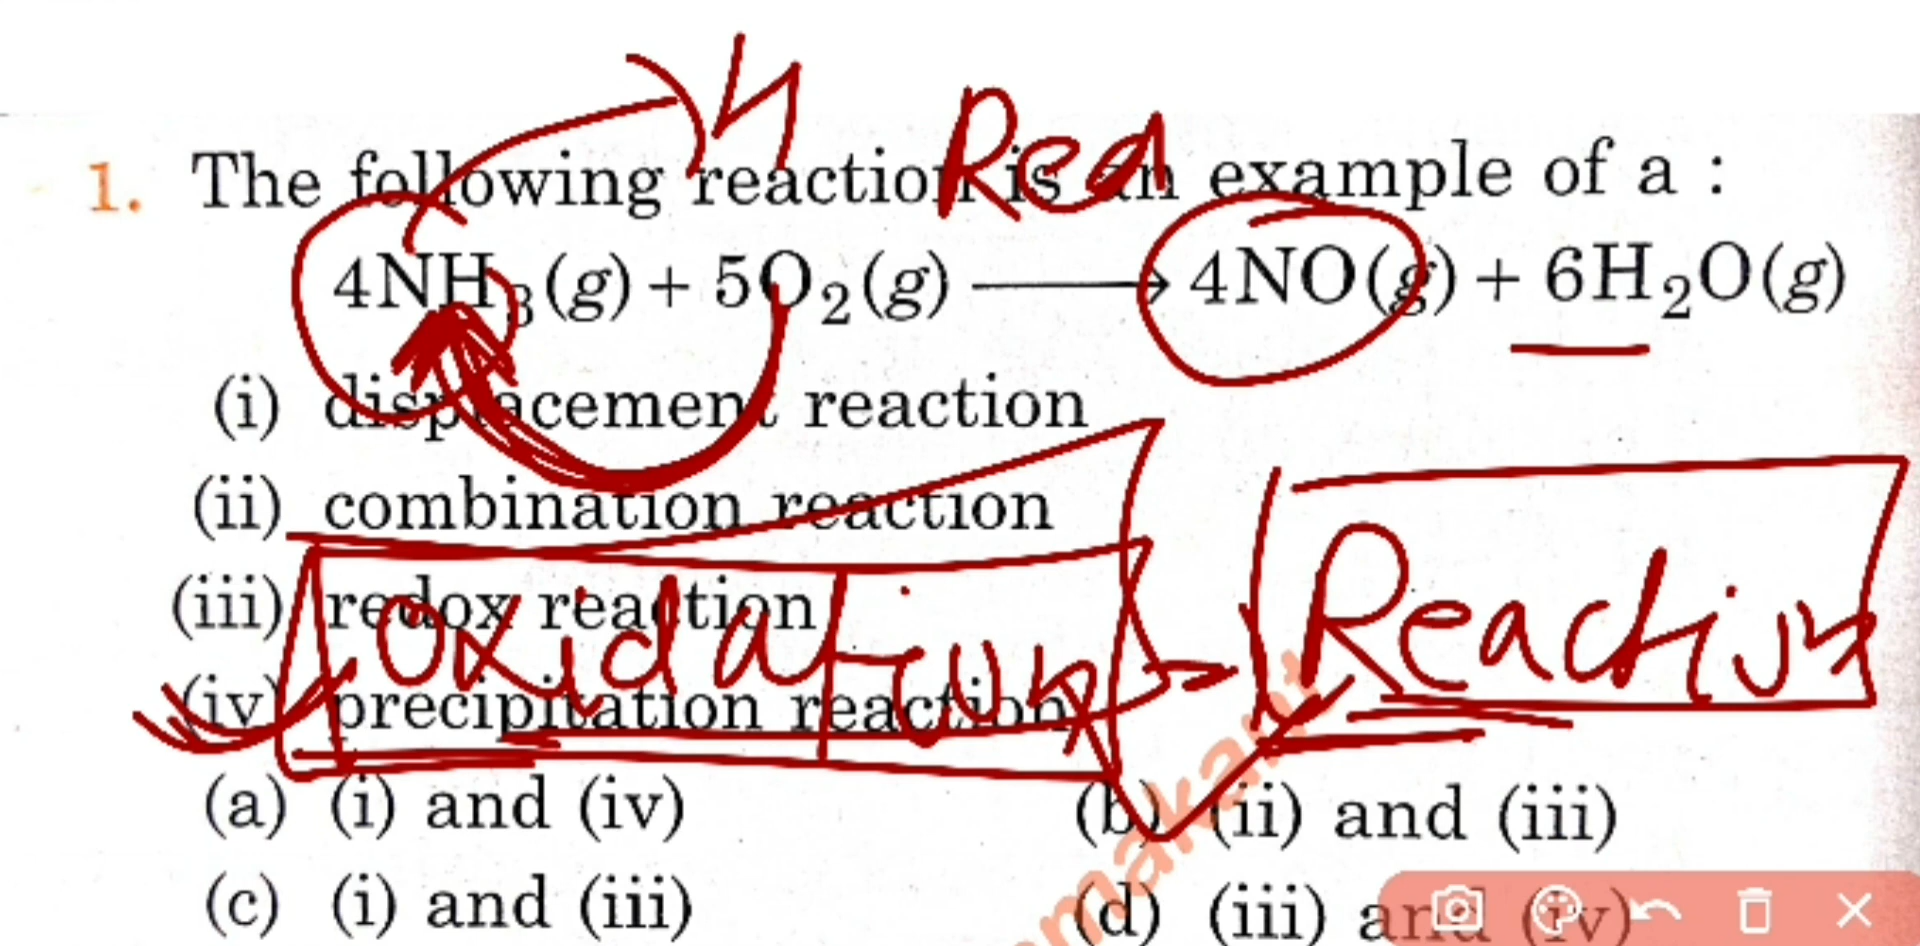 Red
1. The following reaction is an example of a :
4NH₃(g) + 5O₂(g) ⟶ 4NO(g) + 6H₂O(g)
(i) displacement reaction
(ii) combination reaction
(iii) redox reaction
Oxidation Reaction
(iv) precipitation reaction
(a) (i) and (iv) (b) (ii) and (iii)
(c) (i) and (iii) (d) (iii) and (iv)